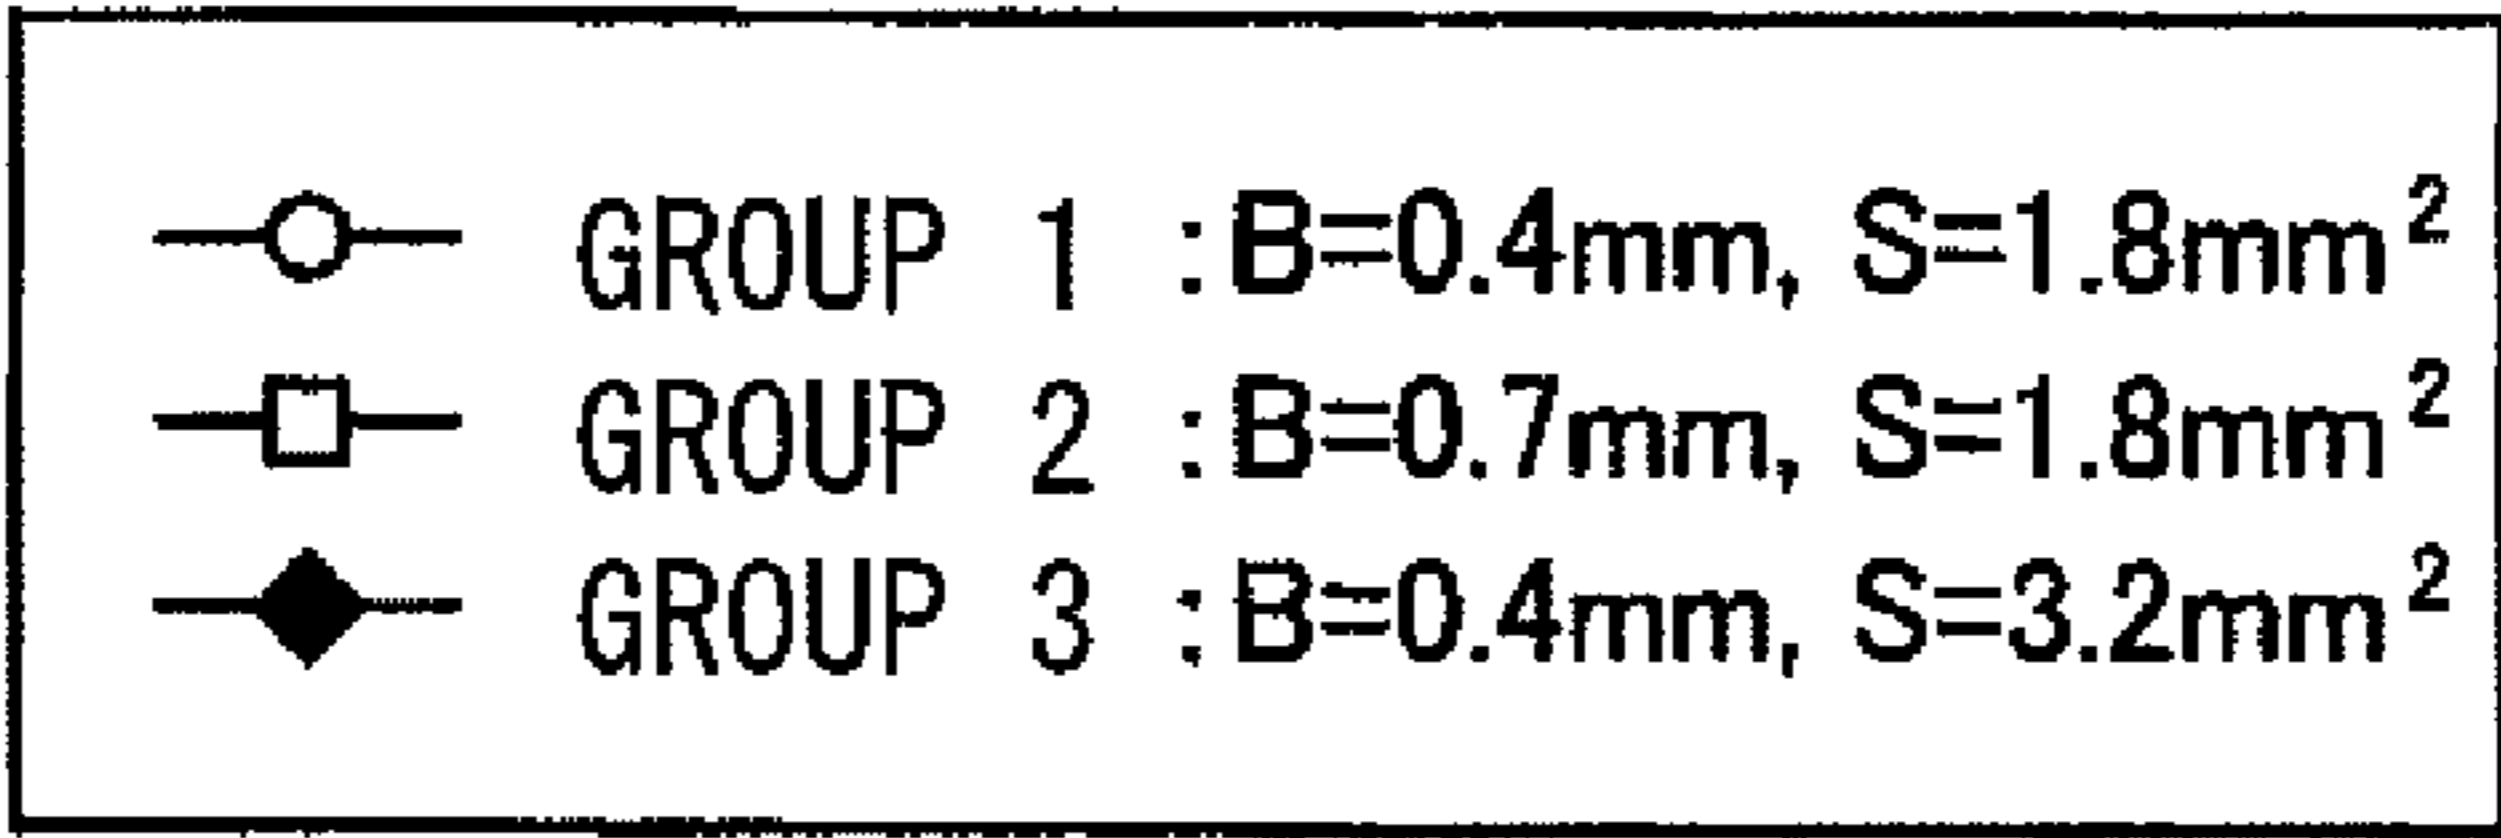 GROUP 1 :B=0.4mm, S=1.8mm²
GROUP 2 :B=0.7mm, S=1.8mm²
GROUP 3 :B=0.4mm, S=3.2mm²